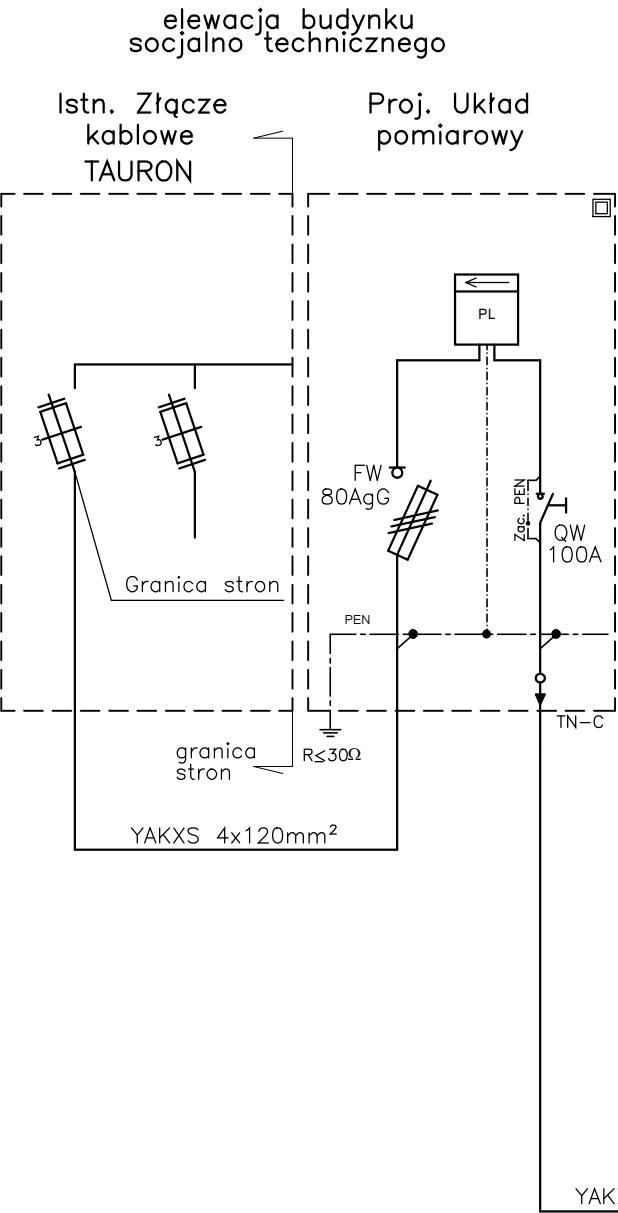 elewacja budynku
socjalno technicznego
Istn. Złącze
kablowe
TAURON
Proj. Układ
pomiarowy
PL
3
3
FW
80AgG
Zac. PEN
QW
100A
Granica stron
PEN
TN-C
granica
stron
R≤30Ω
YAKXS 4x120mm²